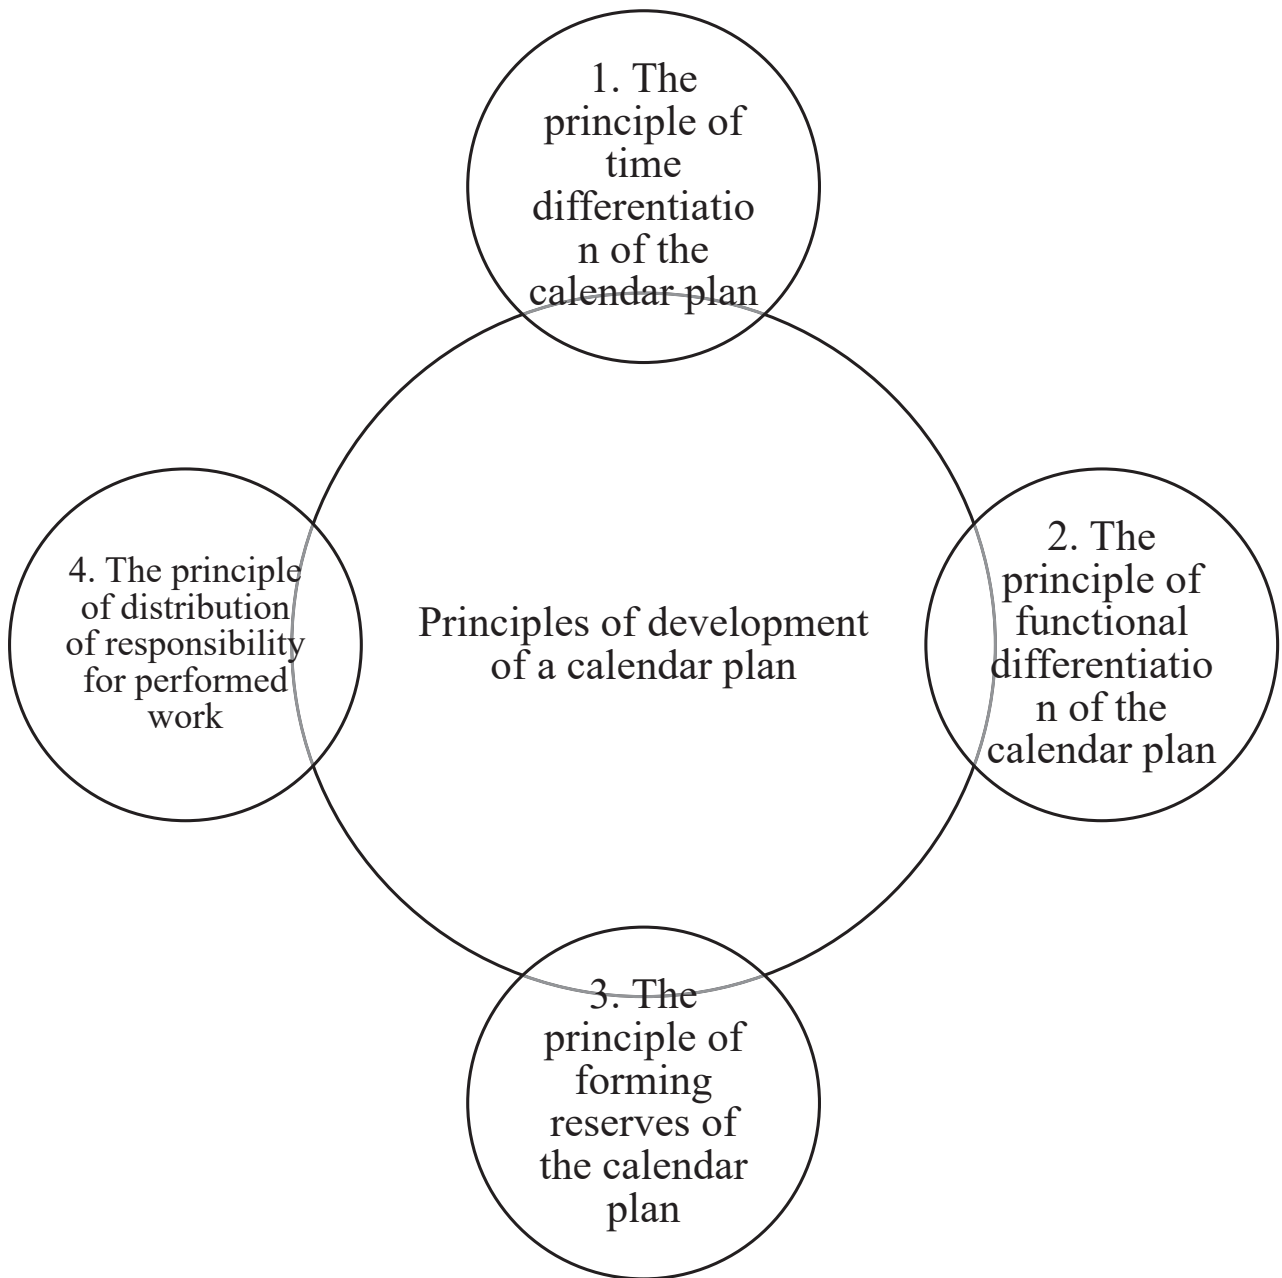 1. The
principle of
time
differentiatio
n of the
calendar plan
2. The
principle of
functional
differentiatio
n of the
calendar plan
3. The
principle of
forming
reserves of
the calendar
plan
4. The principle
of distribution
of responsibility
for performed
work
Principles of development
of a calendar plan